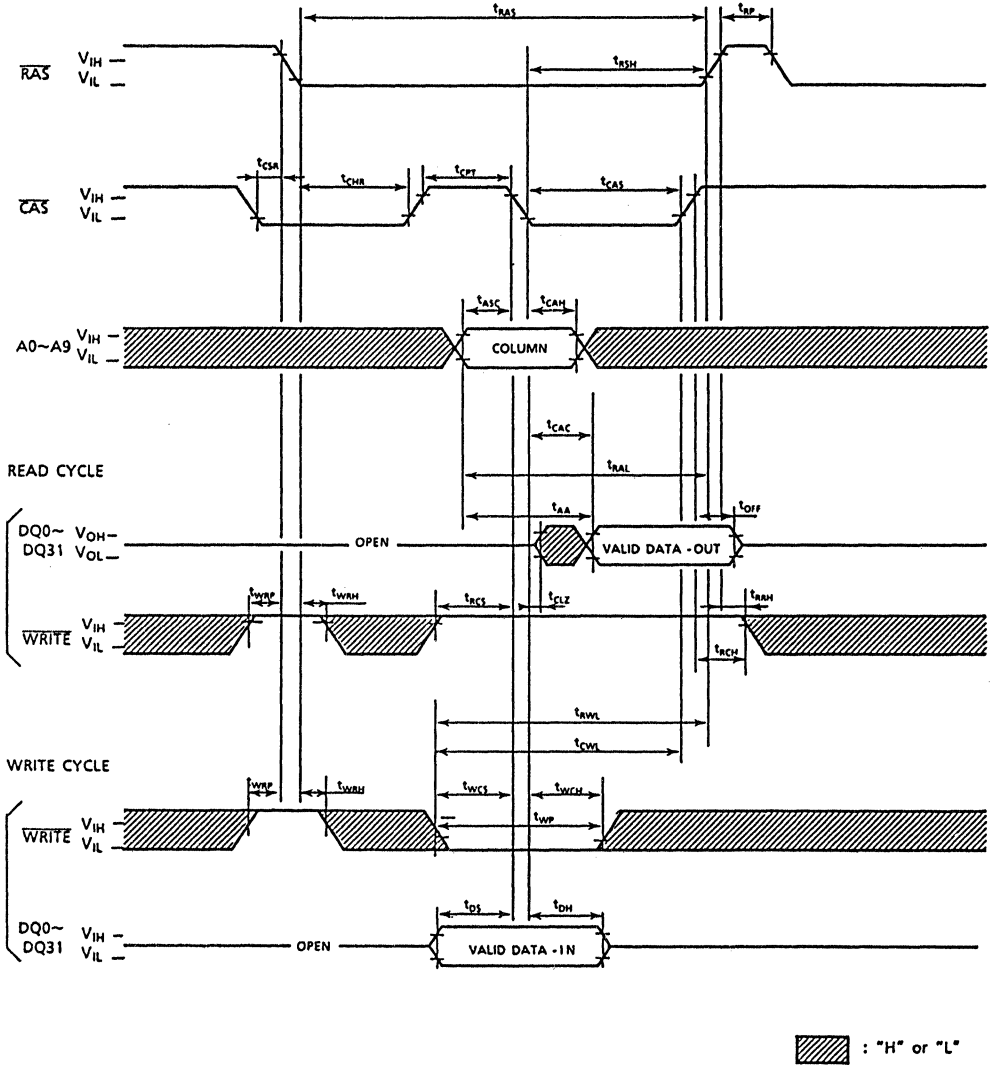 tRAS
tRP
RAS
VIH
VIL
tRSH
tCSR
tCHR
tCPT
tCAS
CAS
VIH
VIL
tASC
tCAH
A0~A9
VIH
VIL
COLUMN
tCAC
READ CYCLE
tRAL
tAA
tOFF
DQ0~
DQ31
VOH
VOL
OPEN
VALID DATA - OUT
tWRP
tWRH
tRCS
tCLZ
tRRH
WRITE
VIH
VIL
tRCH
tRWL
tCWL
WRITE CYCLE
tWRP
tWRH
tWCS
tWCH
tWP
WRITE
VIH
VIL
tDS
tDH
DQ0~
DQ31
VIH
VIL
OPEN
VALID DATA - IN
: "H" or "L"